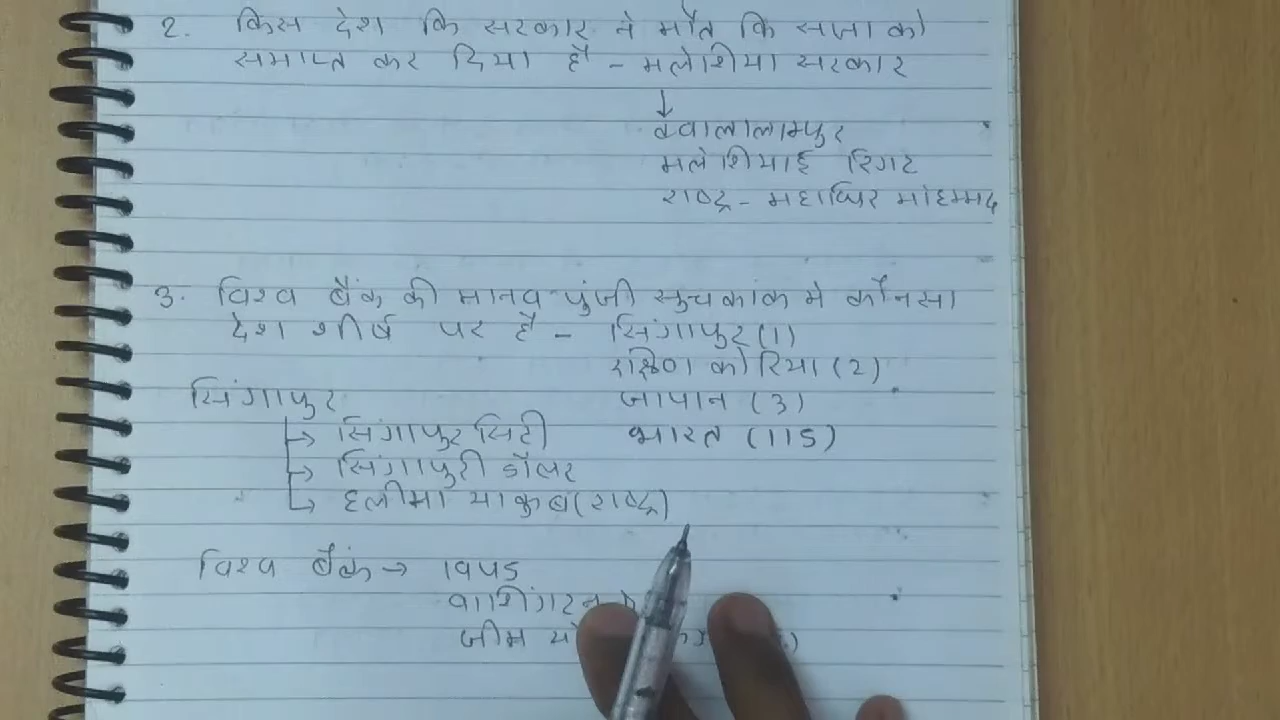 2. किस देश कि सरकार ने मौत कि सजा को
समाप्त कर दिया है - मलेशिया सरकार
↓
क्वालालाम्पुर
मलेशियाई रिंगट
राष्ट्र - महाथिर मोहम्मद
3. विश्व बैंक की मानव पुंजी सुचकांक मे कौनसा
देश शीर्ष पर है - सिंगापुर (1)
दक्षिण कोरिया (2)
जापान (3)
भारत (115)
सिंगापुर
→ सिंगापुर सिटी
→ सिंगापुरी डॉलर
→ हलीमा याकुब (राष्ट्र)
विश्व बैंक → 1945
वाशिंगटन
जीम